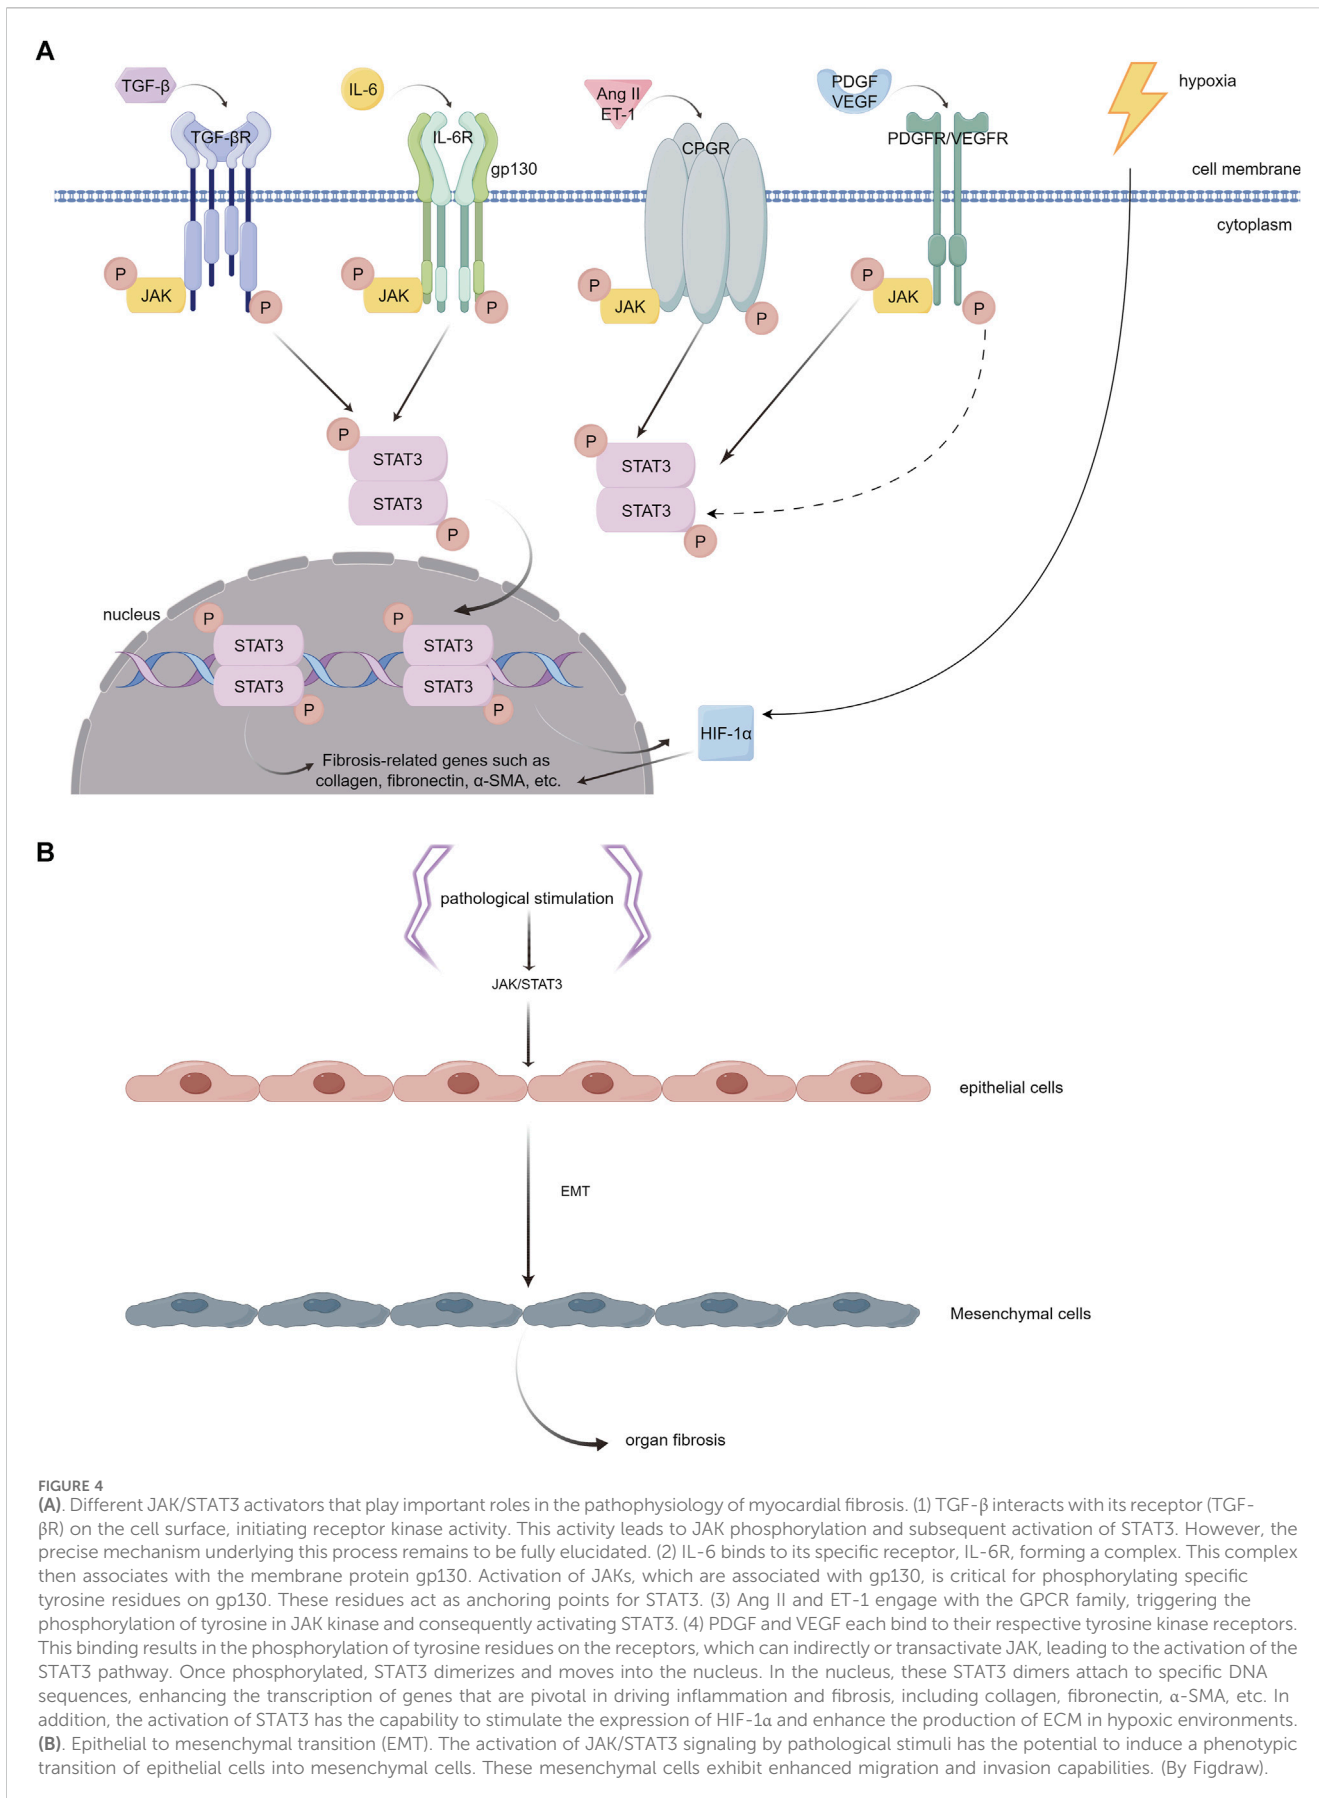 A
TGF-β
TGF-βR
IL-6
IL-6R
gp130
Ang II
ET-1
CPGR
PDGF
VEGF
PDGFR/VEGFR
hypoxia
cell membrane
cytoplasm
P
JAK
P
P
JAK
P
P
JAK
P
P
JAK
P
P
STAT3
STAT3
P
P
STAT3
STAT3
P
nucleus
P
STAT3
STAT3
P
P
STAT3
STAT3
P
HIF-1α
Fibrosis-related genes such as
collagen, fibronectin, α-SMA, etc.
B
pathological stimulation
JAK/STAT3
epithelial cells
EMT
Mesenchymal cells
organ fibrosis
FIGURE 4
(A). Different JAK/STAT3 activators that play important roles in the pathophysiology of myocardial fibrosis. (1) TGF-β interacts with its receptor (TGF-
βR) on the cell surface, initiating receptor kinase activity. This activity leads to JAK phosphorylation and subsequent activation of STAT3. However, the
precise mechanism underlying this process remains to be fully elucidated. (2) IL-6 binds to its specific receptor, IL-6R, forming a complex. This complex
then associates with the membrane protein gp130. Activation of JAKs, which are associated with gp130, is critical for phosphorylating specific
tyrosine residues on gp130. These residues act as anchoring points for STAT3. (3) Ang II and ET-1 engage with the GPCR family, triggering the
phosphorylation of tyrosine in JAK kinase and consequently activating STAT3. (4) PDGF and VEGF each bind to their respective tyrosine kinase receptors.
This binding results in the phosphorylation of tyrosine residues on the receptors, which can indirectly or transactivate JAK, leading to the activation of the
STAT3 pathway. Once phosphorylated, STAT3 dimerizes and moves into the nucleus. In the nucleus, these STAT3 dimers attach to specific DNA
sequences, enhancing the transcription of genes that are pivotal in driving inflammation and fibrosis, including collagen, fibronectin, α-SMA, etc. In
addition, the activation of STAT3 has the capability to stimulate the expression of HIF-1α and enhance the production of ECM in hypoxic environments.
(B). Epithelial to mesenchymal transition (EMT). The activation of JAK/STAT3 signaling by pathological stimuli has the potential to induce a phenotypic
transition of epithelial cells into mesenchymal cells. These mesenchymal cells exhibit enhanced migration and invasion capabilities. (By Figdraw).